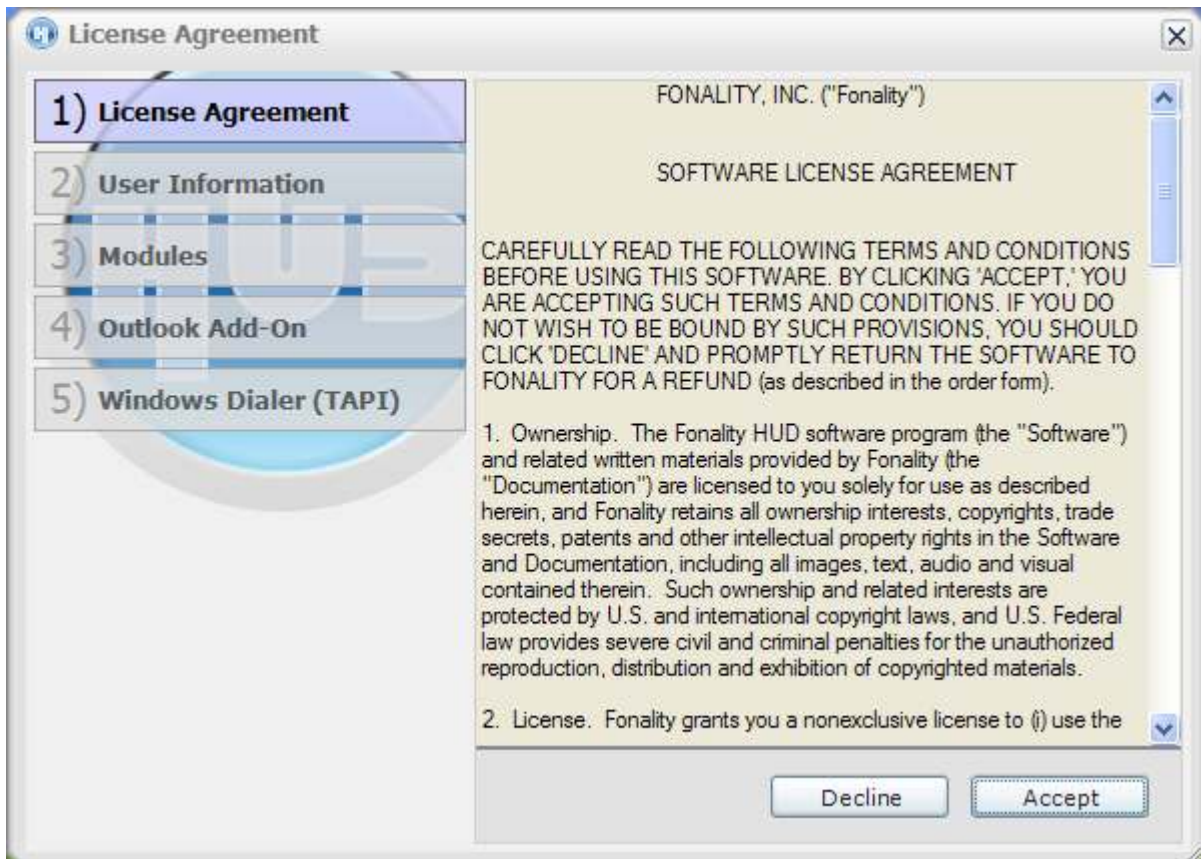 License Agreement
1) License Agreement
2) User Information
3) Modules
4) Outlook Add-On
5) Windows Dialer (TAPI)
FONALITY, INC. ("Fonality")
SOFTWARE LICENSE AGREEMENT
CAREFULLY READ THE FOLLOWING TERMS AND CONDITIONS
BEFORE USING THIS SOFTWARE. BY CLICKING 'ACCEPT,' YOU
ARE ACCEPTING SUCH TERMS AND CONDITIONS. IF YOU DO
NOT WISH TO BE BOUND BY SUCH PROVISIONS, YOU SHOULD
CLICK 'DECLINE' AND PROMPTLY RETURN THE SOFTWARE TO
FONALITY FOR A REFUND (as described in the order form).
1. Ownership. The Fonality HUD software program (the "Software")
and related written materials provided by Fonality (the
"Documentation") are licensed to you solely for use as described
herein, and Fonality retains all ownership interests, copyrights, trade
secrets, patents and other intellectual property rights in the Software
and Documentation, including all images, text, audio and visual
contained therein. Such ownership and related interests are
protected by U.S. and international copyright laws, and U.S. Federal
law provides severe civil and criminal penalties for the unauthorized
reproduction, distribution and exhibition of copyrighted materials.
2. License. Fonality grants you a nonexclusive license to (i) use the
Decline
Accept